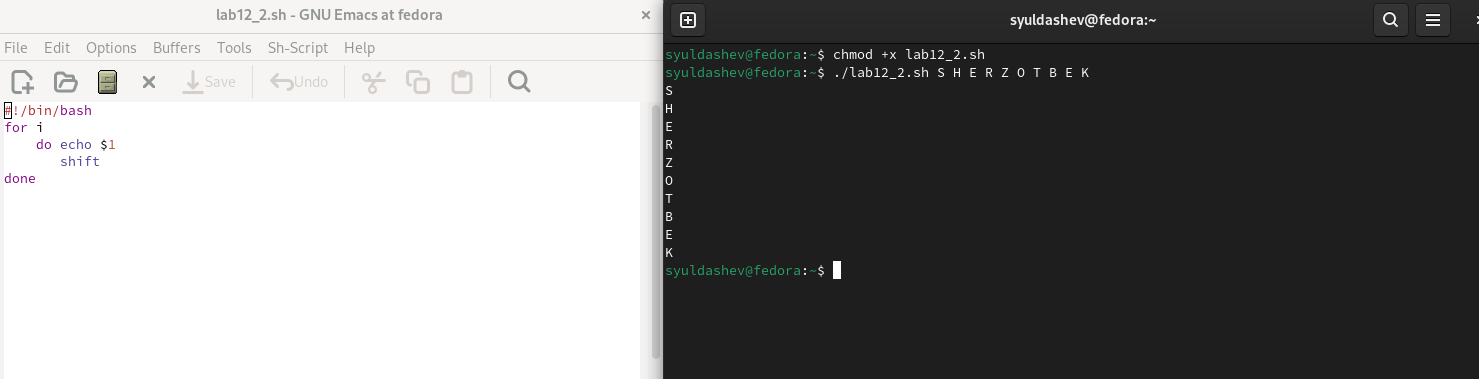 lab12_2.sh - GNU Emacs at fedora
File Edit Options Buffers Tools Sh-Script Help
Save Undo
#!/bin/bash
for i
    do echo $1
       shift
done
syuldashev@fedora:~
syuldashev@fedora:~$ chmod +x lab12_2.sh
syuldashev@fedora:~$ ./lab12_2.sh S H E R Z O T B E K
S
H
E
R
Z
O
T
B
E
K
syuldashev@fedora:~$